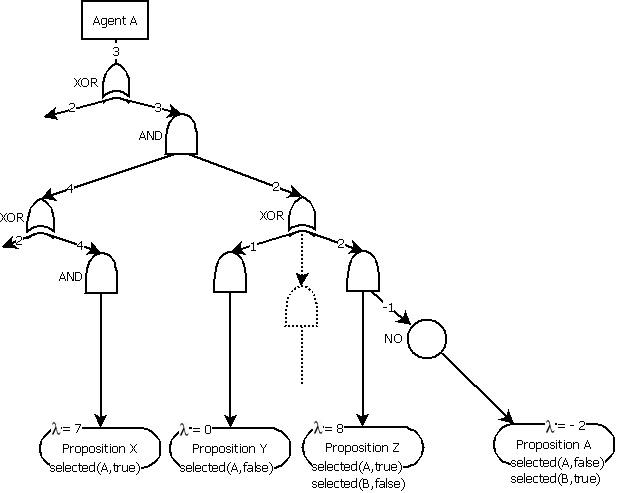 Agent A
3
XOR
2
3
AND
4
2
XOR
XOR
2
4
1
2
AND
-1
NO
λ = 7
λ = 0
λ = 8
λ = - 2
Proposition X
selected(A,true)
Proposition Y
selected(A,false)
Proposition Z
selected(A,true)
selected(B,false)
Proposition A
selected(A,false)
selected(B,true)